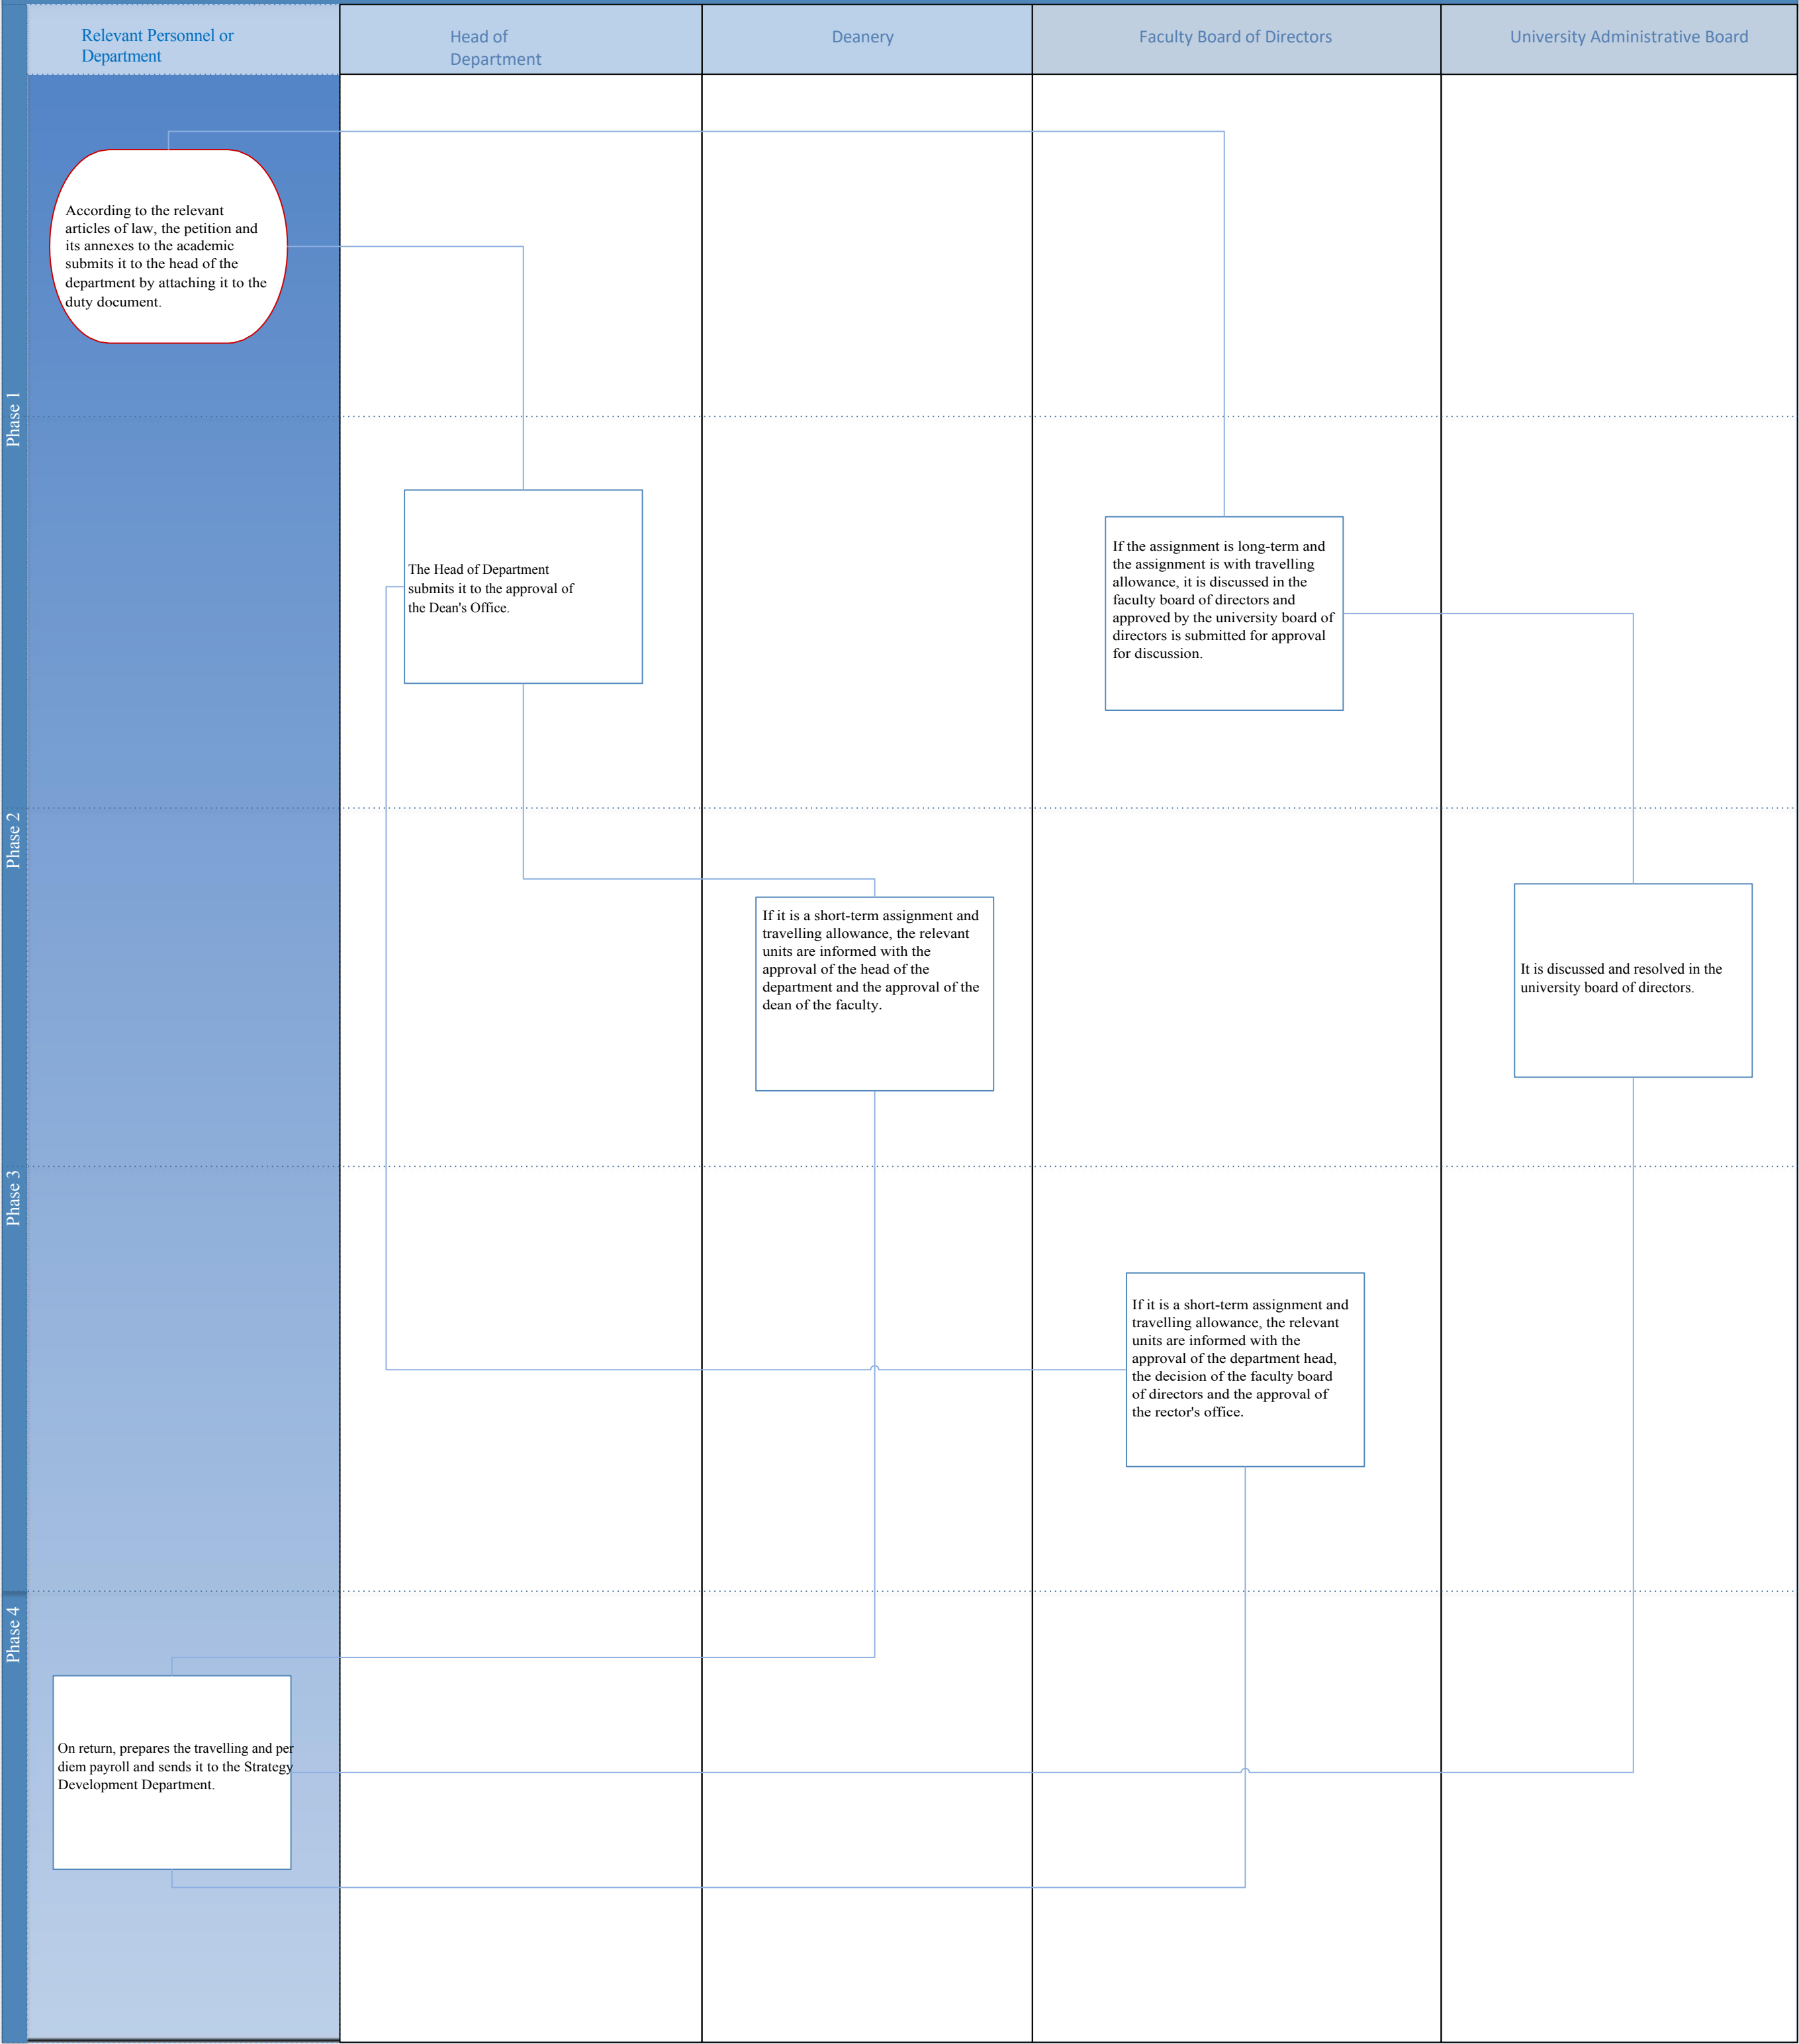 Relevant Personnel or
Department
Head of
Department
Deanery
Faculty Board of Directors
University Administrative Board
According to the relevant
articles of law, the petition and
its annexes to the academic
submits it to the head of the
department by attaching it to the
duty document.
Phase 1
The Head of Department
submits it to the approval of
the Dean's Office.
If the assignment is long-term and
the assignment is with travelling
allowance, it is discussed in the
faculty board of directors and
approved by the university board of
directors is submitted for approval
for discussion.
Phase 2
If it is a short-term assignment and
travelling allowance, the relevant
units are informed with the
approval of the head of the
department and the approval of the
dean of the faculty.
It is discussed and resolved in the
university board of directors.
Phase 3
If it is a short-term assignment and
travelling allowance, the relevant
units are informed with the
approval of the department head,
the decision of the faculty board
of directors and the approval of
the rector's office.
Phase 4
On return, prepares the travelling and per
diem payroll and sends it to the Strategy
Development Department.